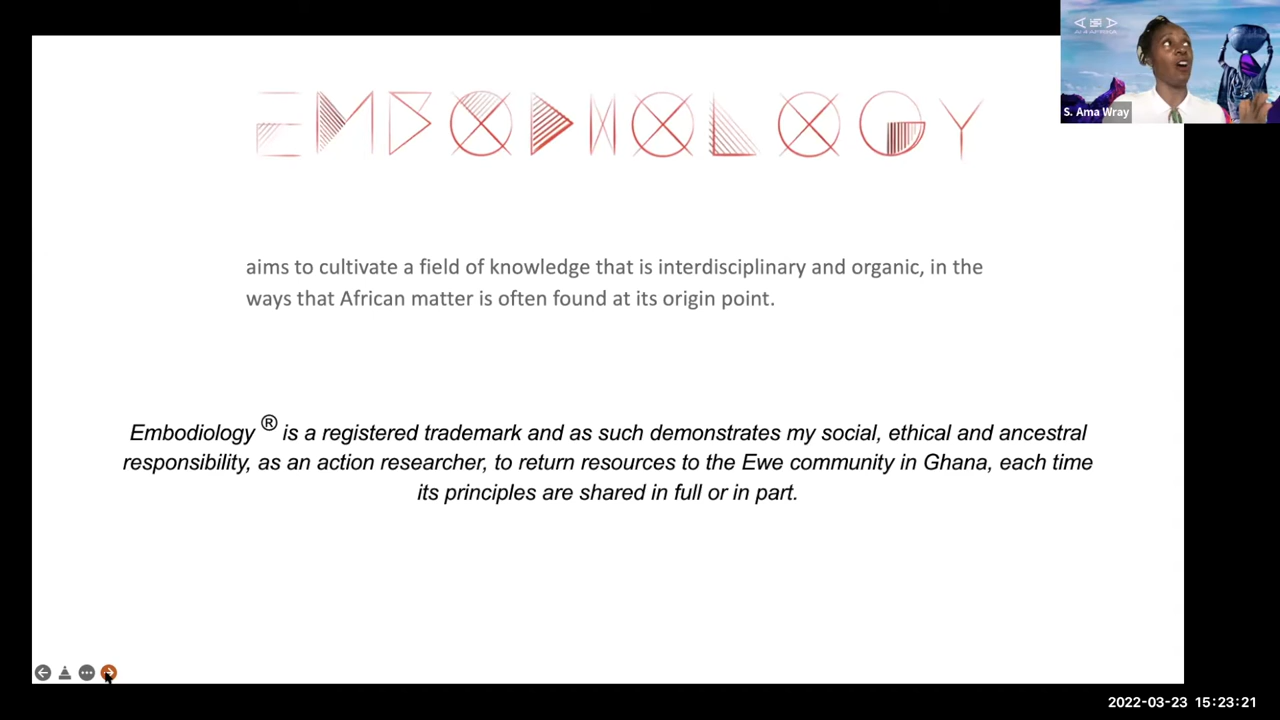 EMBODIOLOGY
S. Ama Wray
aims to cultivate a field of knowledge that is interdisciplinary and organic, in the
ways that African matter is often found at its origin point.
Embodiology ® is a registered trademark and as such demonstrates my social, ethical and ancestral
responsibility, as an action researcher, to return resources to the Ewe community in Ghana, each time
its principles are shared in full or in part.
2022-03-23 15:23:21